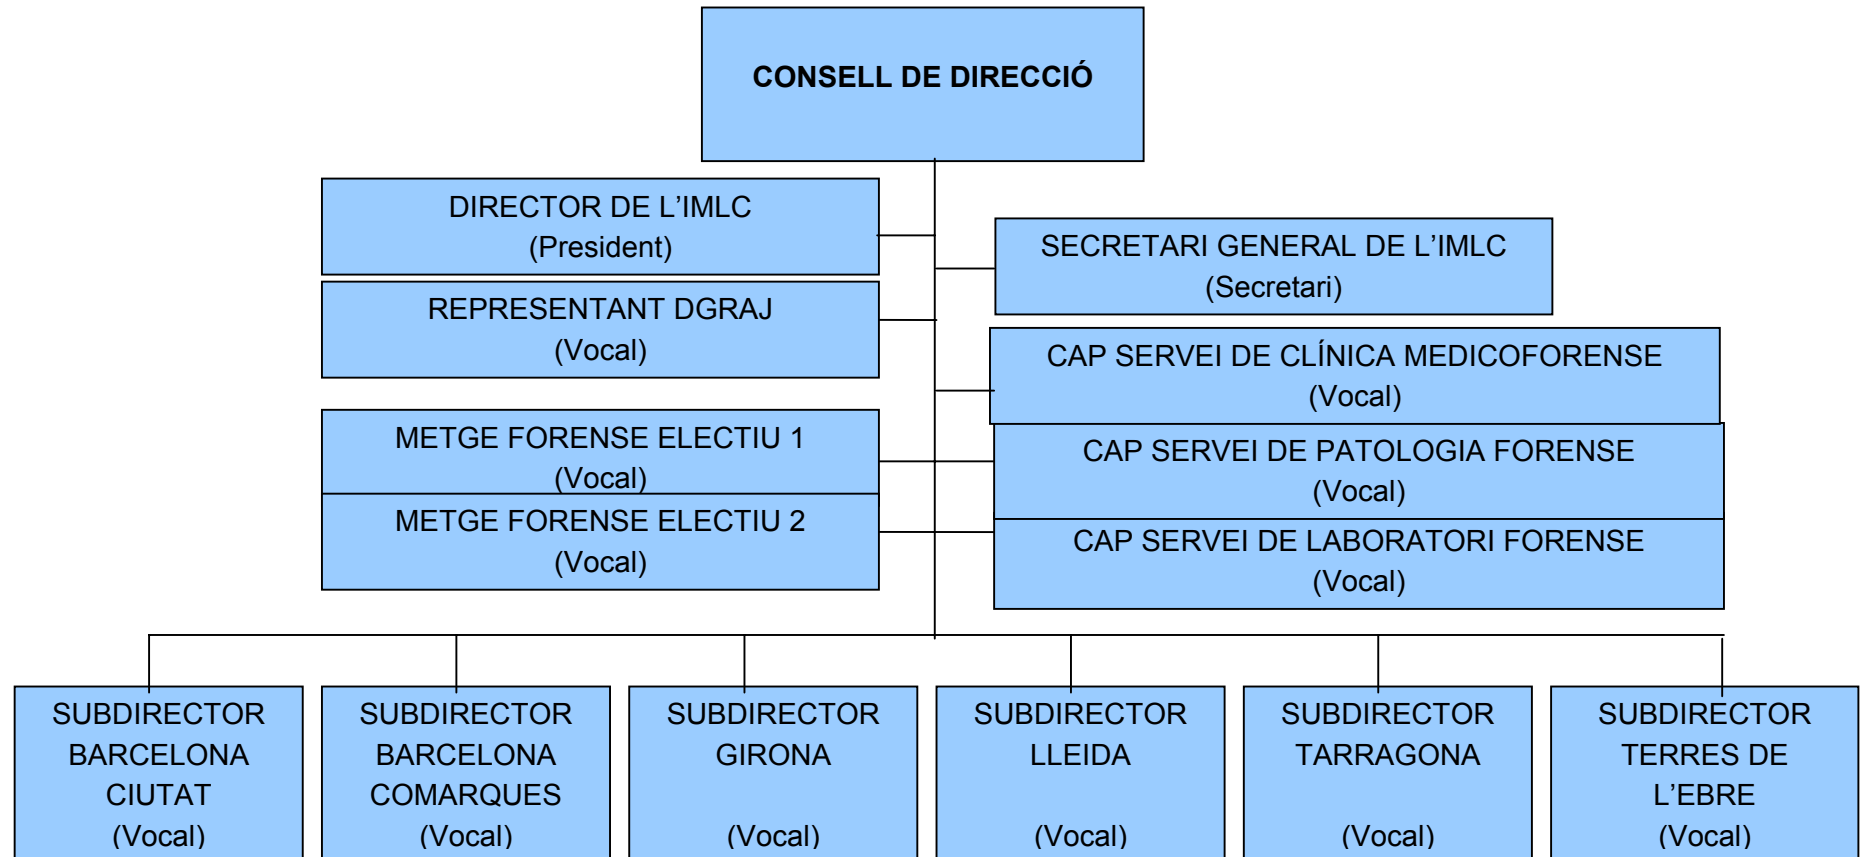 CONSELL DE DIRECCIÓ
DIRECTOR DE L’IMLC
(President)
SECRETARI GENERAL DE L’IMLC
(Secretari)
REPRESENTANT DGRAJ
(Vocal)
CAP SERVEI DE CLÍNICA MEDICOFORENSE
(Vocal)
METGE FORENSE ELECTIU 1
(Vocal)
CAP SERVEI DE PATOLOGIA FORENSE
(Vocal)
METGE FORENSE ELECTIU 2
(Vocal)
CAP SERVEI DE LABORATORI FORENSE
(Vocal)
SUBDIRECTOR
BARCELONA
CIUTAT
(Vocal)
SUBDIRECTOR
BARCELONA
COMARQUES
(Vocal)
SUBDIRECTOR
GIRONA
(Vocal)
SUBDIRECTOR
LLEIDA
(Vocal)
SUBDIRECTOR
TARRAGONA
(Vocal)
SUBDIRECTOR
TERRES DE
L’EBRE
(Vocal)